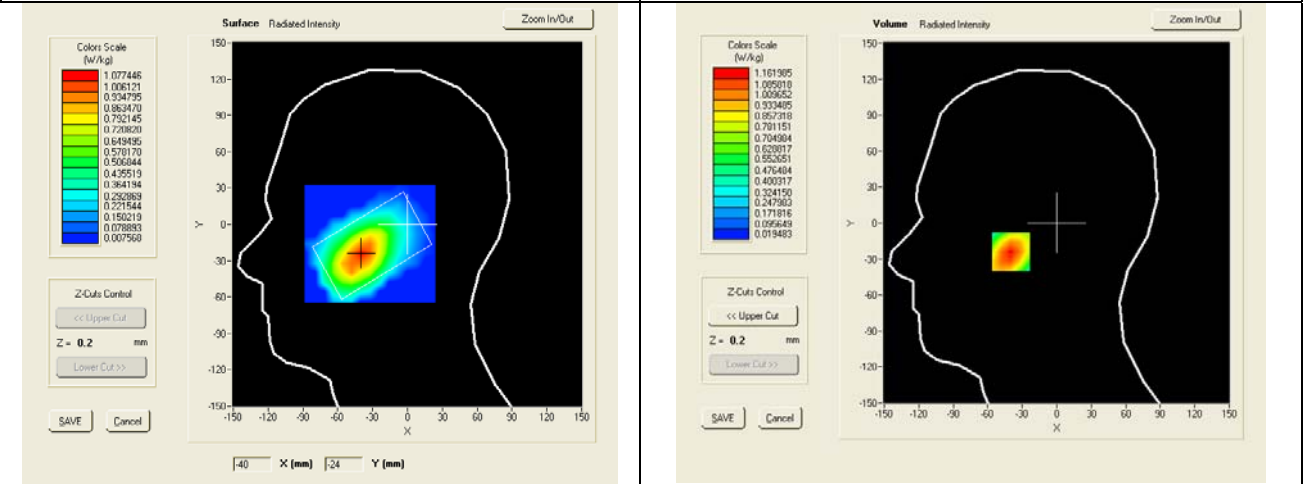 Surface Radiated Intensity
Zoom In/Out
Colors Scale
(W/kg)
1.077446
1.006121
0.934795
0.863470
0.792145
0.720820
0.649495
0.578170
0.506844
0.435519
0.364194
0.292869
0.221544
0.150219
0.078893
0.007568
Z-Cuts Control
<< Upper Cut
Z = 0.2 mm
Lower Cut >>
SAVE Cancel
150
120
90
60
30
Y 0
-30
-60
-90
-120
-150
-150 -120 -90 -60 -30 0 30 60 90 120 150
X
-40 X (mm) -24 Y (mm)
Volume Radiated Intensity
Zoom In/Out
Colors Scale
(W/kg)
1.161985
1.085818
1.009652
0.933485
0.857318
0.781151
0.704984
0.628817
0.552651
0.476484
0.400317
0.324150
0.247983
0.171816
0.095649
0.019483
Z-Cuts Control
<< Upper Cut
Z = 0.2 mm
Lower Cut >>
SAVE Cancel
150
120
90
60
30
Y 0
-30
-60
-90
-120
-150
-150 -120 -90 -60 -30 0 30 60 90 120 150
X